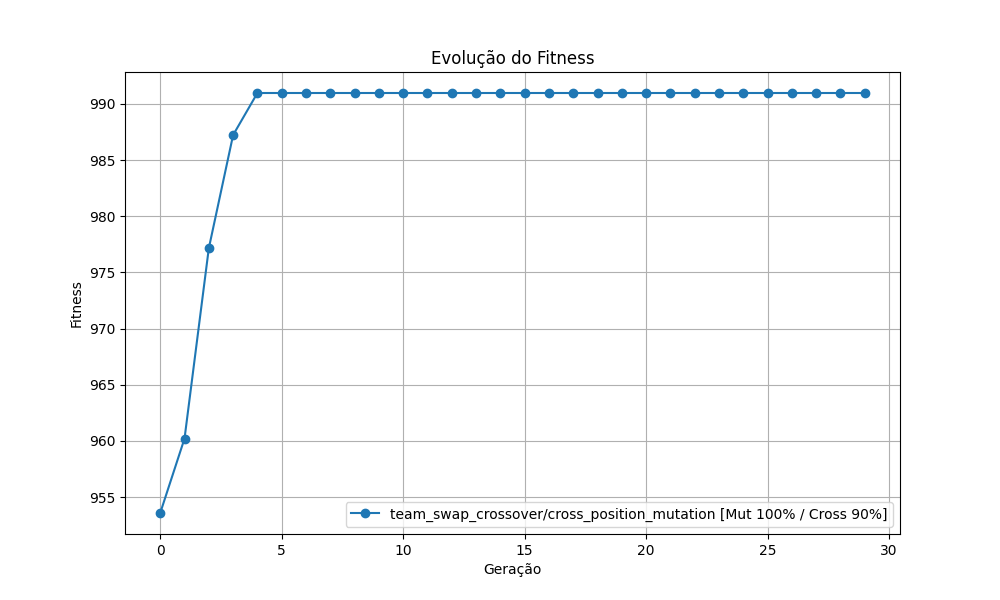 Evolução do Fitness
Fitness
990
985
980
975
970
965
960
955
team_swap_crossover/cross_position_mutation [Mut 100% / Cross 90%]
0 5 10 15 20 25 30
Geração